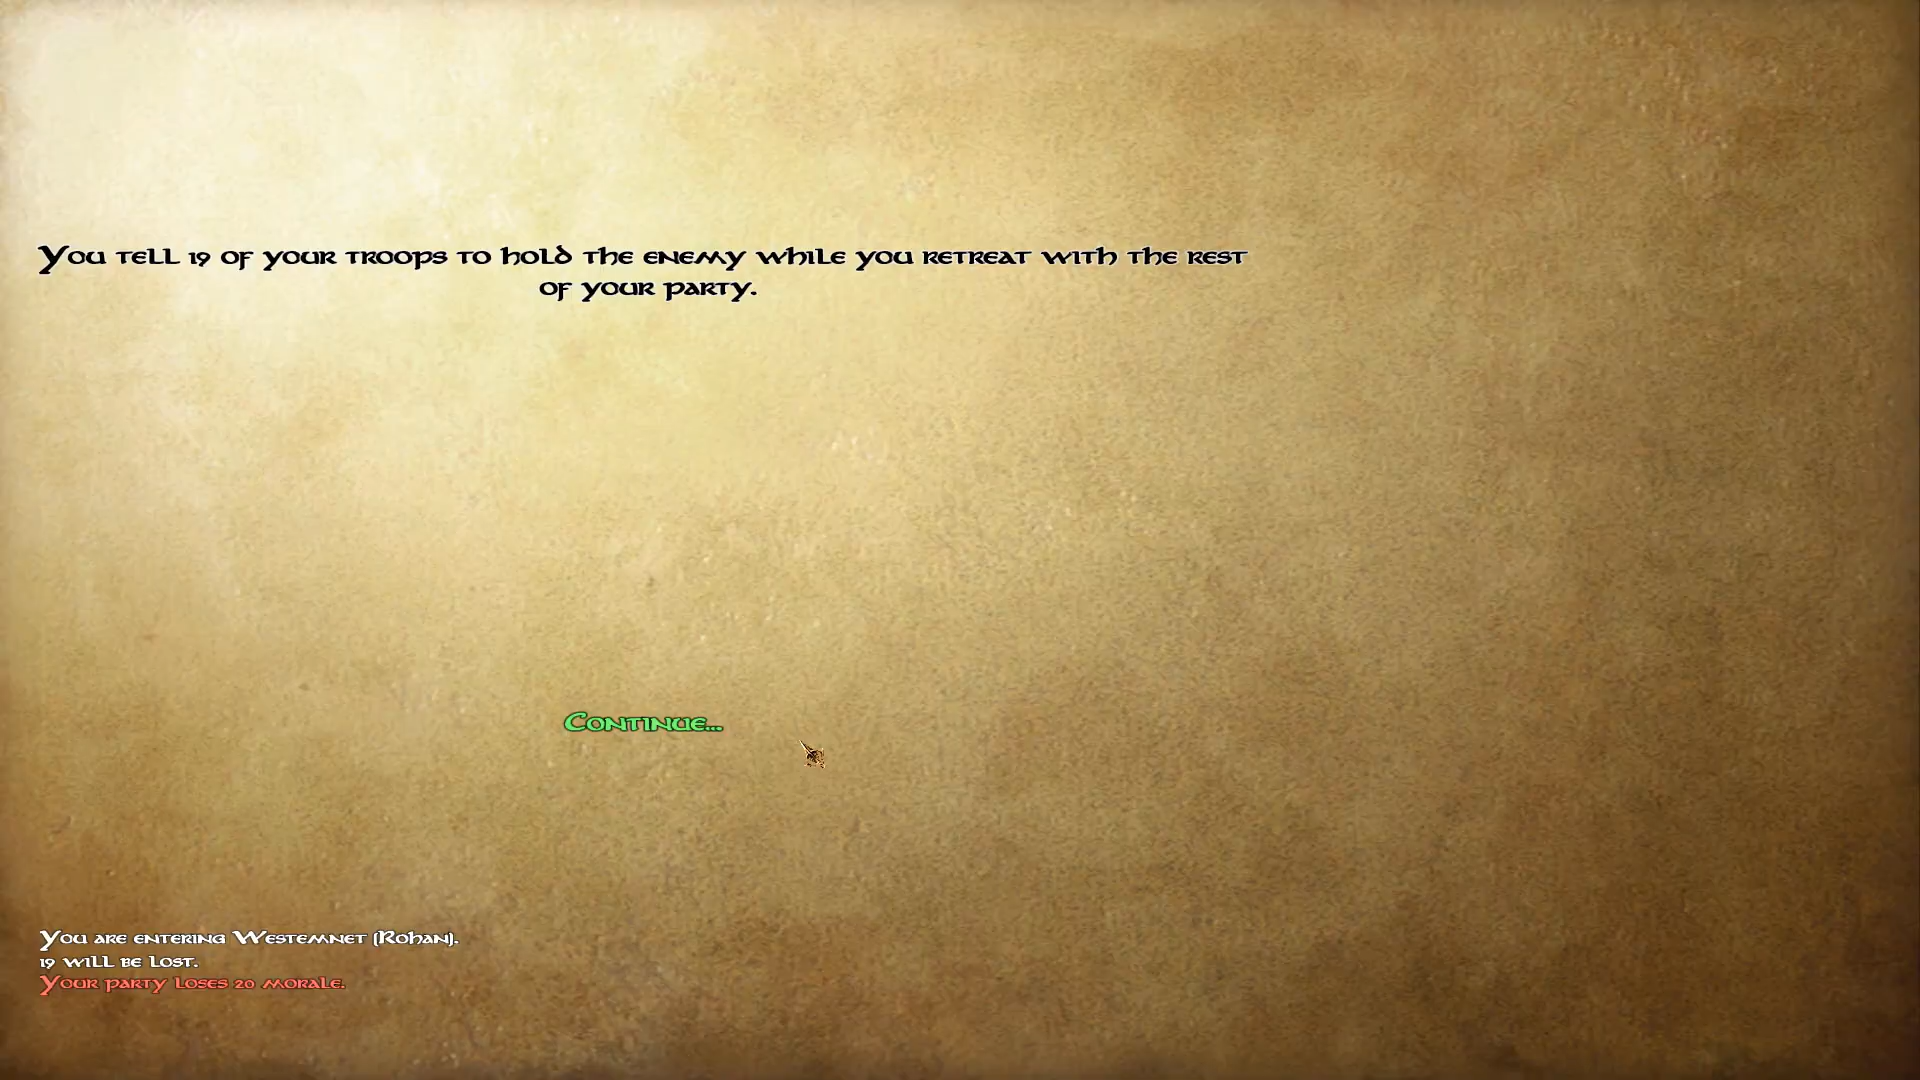 You tell 19 of your troops to hold the enemy while you retreat with the rest
of your party.
Continue...
You are entering Westemnet (Rohan).
19 will be lost.
Your party loses 20 morale.